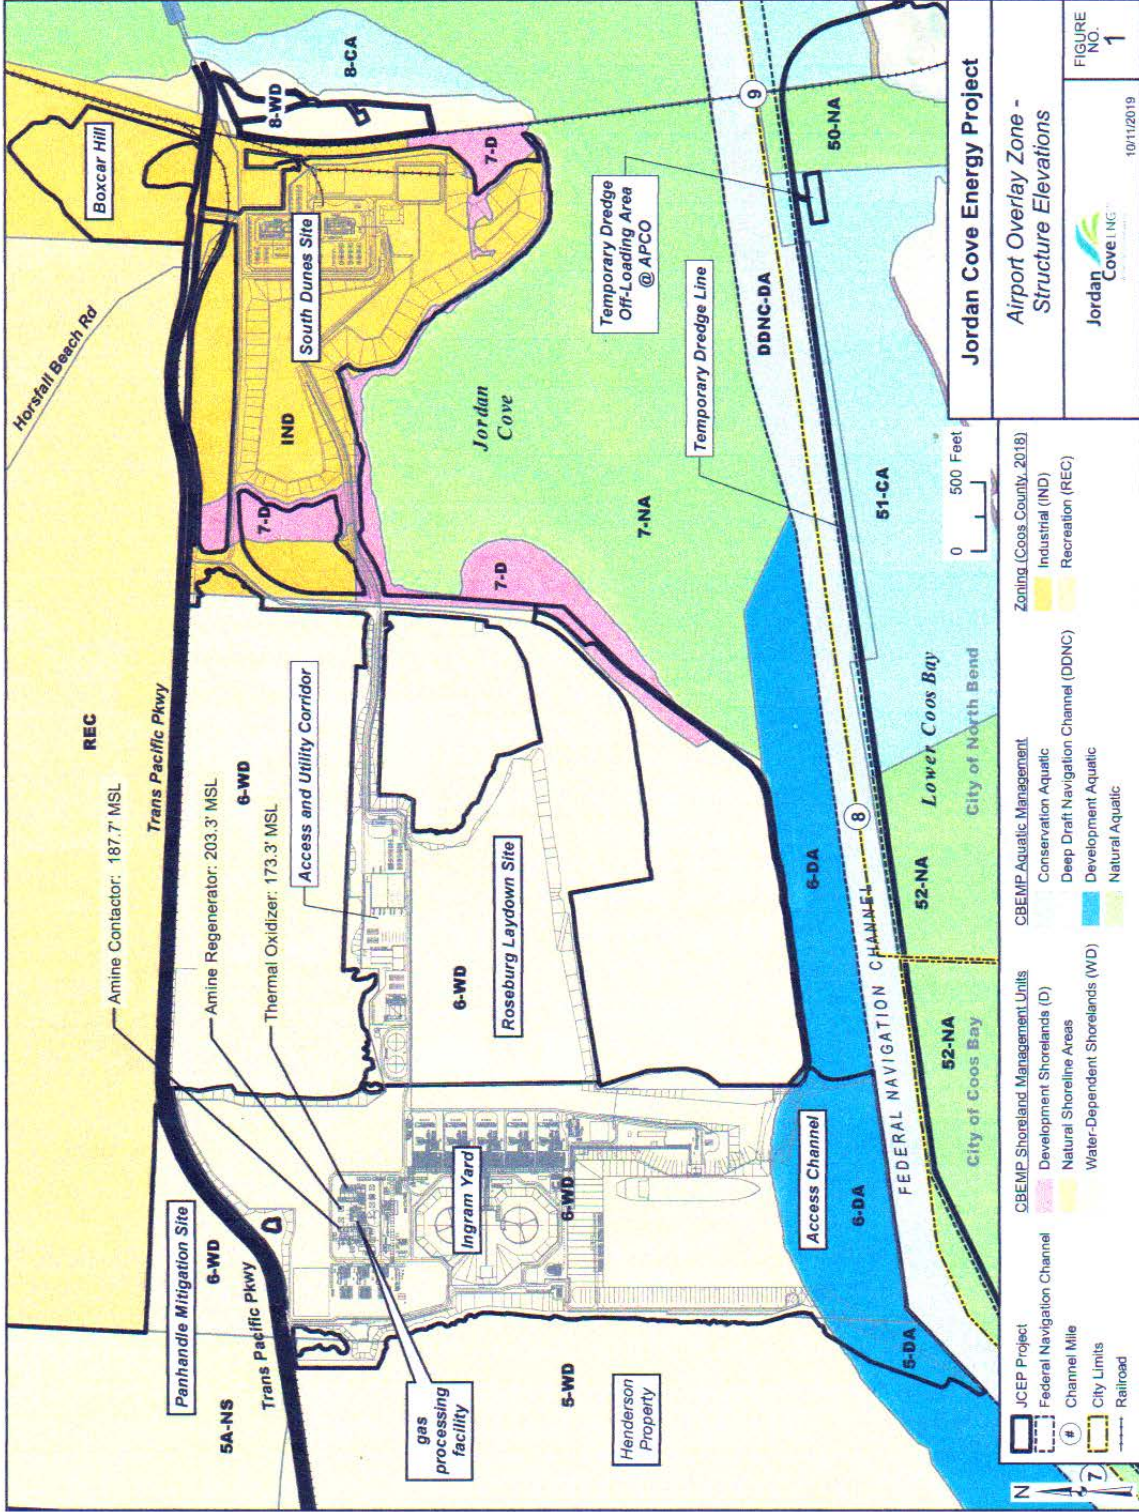 Boxcar Hill
Horsfall Beach Rd
8-WD
8-CA
REC
Trans Pacific Pkwy
Amine Contactor: 187.7' MSL
Amine Regenerator: 203.3' MSL
Thermal Oxidizer: 173.3' MSL
6-WD
7-D
IND
South Dunes Site
7-D
Access and Utility Corridor
Panhandle Mitigation Site
6-WD
5A-NS
Trans Pacific Pkwy
Jordan
Cove
7-NA
7-D
Roseburg Laydown Site
6-WD
Ingram Yard
6-WD
gas
processing
facility
5-WD
Henderson
Property
Access Channel
6-DA
6-DA
5-DA
Temporary Dredge
Off-Loading Area
@ APCO
Temporary Dredge Line
DDNC-DA
9
50-NA
51-CA
8
7
FEDERAL NAVIGATION CHANNEL
Lower Coos Bay
52-NA
52-NA
City of North Bend
City of Coos Bay
0 500 Feet
N
JCEP Project
Federal Navigation Channel
# Channel Mile
City Limits
Railroad
CBEMP Shoreland Management Units
Development Shorelands (D)
Natural Shoreline Areas
Water-Dependent Shorelands (WD)
CBEMP Aquatic Management
Conservation Aquatic
Deep Draft Navigation Channel (DDNC)
Development Aquatic
Natural Aquatic
Zoning (Coos County, 2018)
Industrial (IND)
Recreation (REC)
Jordan Cove Energy Project
Airport Overlay Zone -
Structure Elevations
Jordan
Cove LNG
10/11/2019
FIGURE
NO.
1